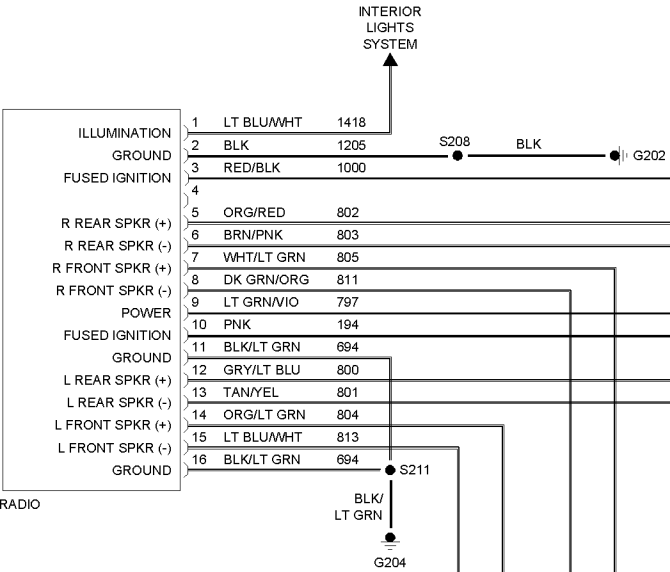 INTERIOR
LIGHTS
SYSTEM
ILLUMINATION 1 LT BLU/WHT 1418
GROUND 2 BLK 1205 S208 BLK G202
FUSED IGNITION 3 RED/BLK 1000
4
R REAR SPKR (+) 5 ORG/RED 802
R REAR SPKR (-) 6 BRN/PNK 803
R FRONT SPKR (+) 7 WHT/LT GRN 805
R FRONT SPKR (-) 8 DK GRN/ORG 811
POWER 9 LT GRN/VIO 797
FUSED IGNITION 10 PNK 194
GROUND 11 BLK/LT GRN 694
L REAR SPKR (+) 12 GRY/LT BLU 800
L REAR SPKR (-) 13 TAN/YEL 801
L FRONT SPKR (+) 14 ORG/LT GRN 804
L FRONT SPKR (-) 15 LT BLU/WHT 813
GROUND 16 BLK/LT GRN 694 S211
RADIO
BLK/
LT GRN
G204